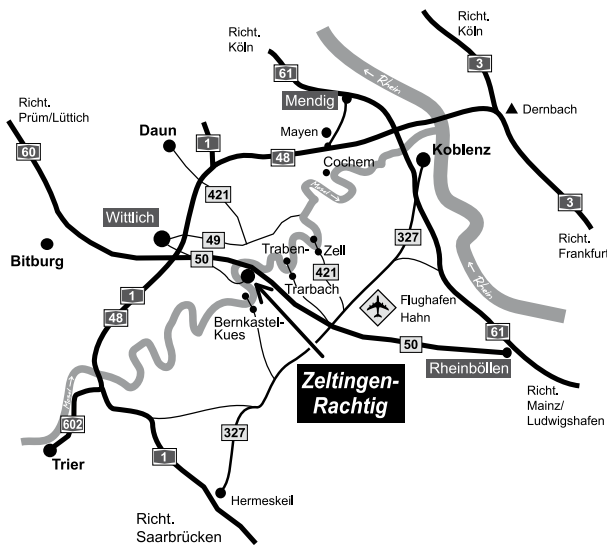 Richt.
Köln
Richt.
Köln
3
61
← Rhein
Mendig
Richt.
Prüm/Lüttich
Dernbach
Mayen
Daun
1
60
48
Koblenz
Cochem
3
421
Mosel →
Wittlich
49
327
Richt.
Frankfurt
Bitburg
50
Traben-
Zell
Trarbach
421
← Rhein
1
48
Flughafen
Hahn
Bernkastel-
Kues
61
50
Rheinböllen
Zeltingen-
Rachtig
Mosel →
Richt.
Mainz/
Ludwigshafen
602
327
Trier
1
Hermeskeil
Richt.
Saarbrücken